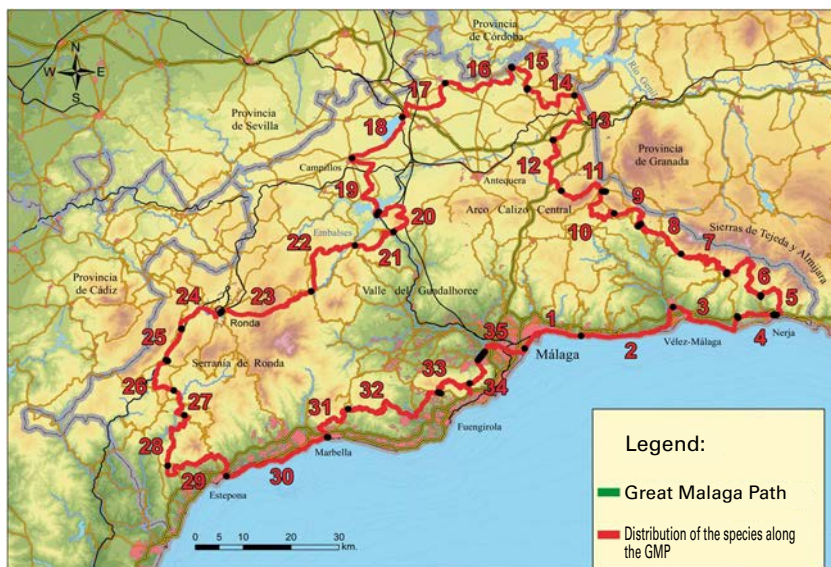 Provincia
de Córdoba
N
W E
S
15
16
14
17
Río Genil
13
18
Provincia
de Sevilla
Provincia
de Granada
12
Campillos
11
Antequera
19
9
Arco Calizo Central
20
10
8
Sierras de Tejeda y Almijara
Embalses
22
21
7
Provincia
de Cádiz
6
Valle del Guadalhorce
24
23
5
Ronda
1
3
4
Nerja
35
2
Vélez-Málaga
25
Málaga
Serranía de Ronda
33
26
34
32
27
31
Fuengirola
Marbella
28
30
29
Estepona
0 5 10 20 30
km.
Legend:
Great Malaga Path
Distribution of the species along
the GMP